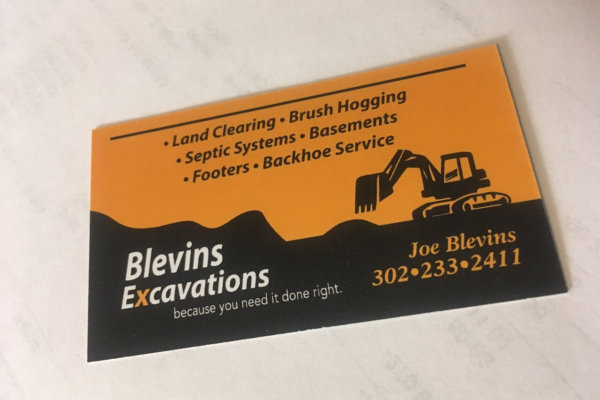 • Land Clearing • Brush Hogging
• Septic Systems • Basements
• Footers • Backhoe Service
Blevins
Excavations
because you need it done right.
Joe Blevins
302•233•2411